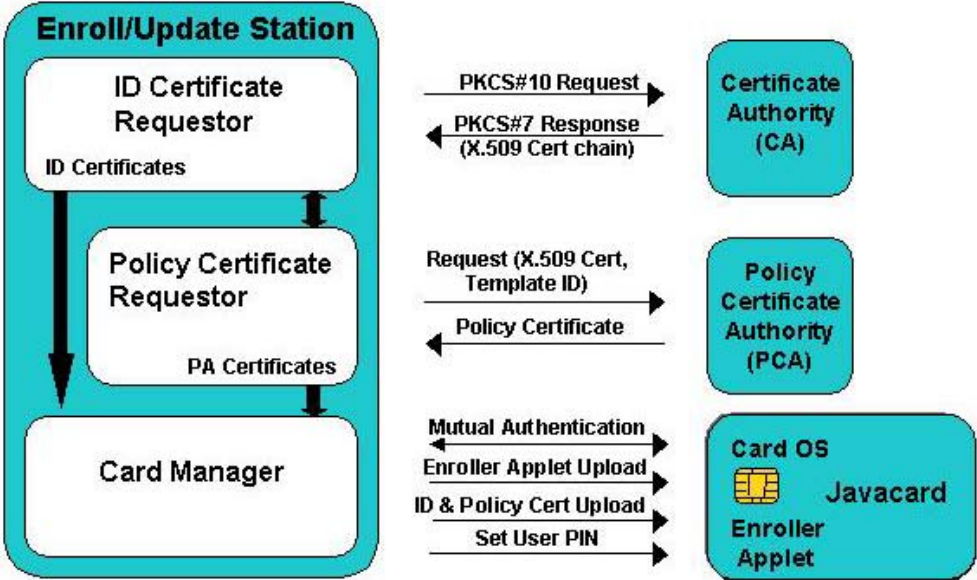 Enroll/Update Station
ID Certificate
Requestor
ID Certificates
PKCS#10 Request
PKCS#7 Response
(X.509 Cert chain)
Certificate
Authority
(CA)
Policy Certificate
Requestor
PA Certificates
Request (X.509 Cert,
Template ID)
Policy Certificate
Policy
Certificate
Authority
(PCA)
Card Manager
Mutual Authentication
Enroller Applet Upload
ID & Policy Cert Upload
Set User PIN
Card OS
Javacard
Enroller
Applet